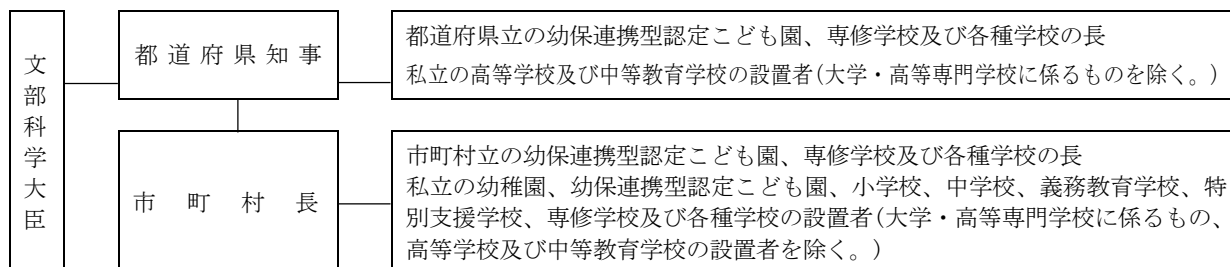 文部科学大臣
都道府県知事
都道府県立の幼保連携型認定こども園、専修学校及び各種学校の長
私立の高等学校及び中等教育学校の設置者(大学・高等専門学校に係るものを除く。)
市町村長
市町村立の幼保連携型認定こども園、専修学校及び各種学校の長
私立の幼稚園、幼保連携型認定こども園、小学校、中学校、義務教育学校、特
別支援学校、専修学校及び各種学校の設置者(大学・高等専門学校に係るもの、
高等学校及び中等教育学校の設置者を除く。)